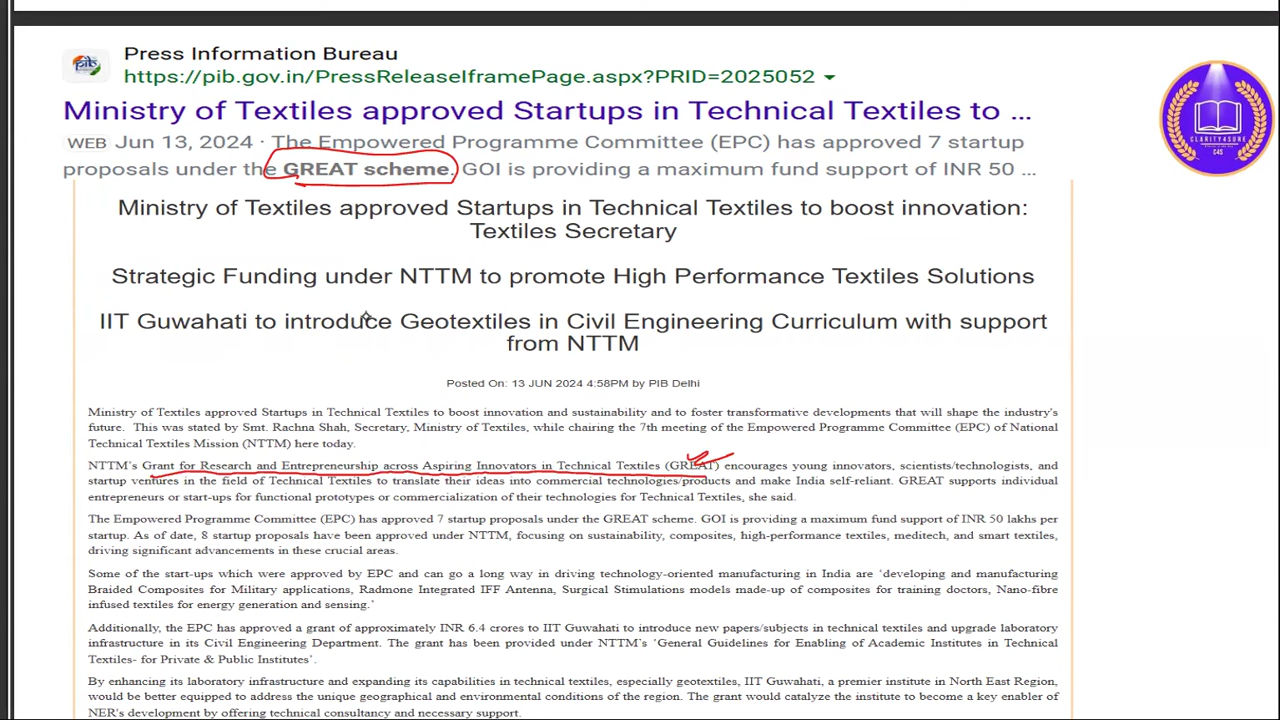 Press Information Bureau
https://pib.gov.in/PressReleaseIframePage.aspx?PRID=2025052
Ministry of Textiles approved Startups in Technical Textiles to ...
WEB Jun 13, 2024 · The Empowered Programme Committee (EPC) has approved 7 startup
proposals under the GREAT scheme. GOI is providing a maximum fund support of INR 50 ...
CLARITY4SURE
C4S
Ministry of Textiles approved Startups in Technical Textiles to boost innovation:
Textiles Secretary
Strategic Funding under NTTM to promote High Performance Textiles Solutions
IIT Guwahati to introduce Geotextiles in Civil Engineering Curriculum with support
from NTTM
Posted On: 13 JUN 2024 4:58PM by PIB Delhi
Ministry of Textiles approved Startups in Technical Textiles to boost innovation and sustainability and to foster transformative developments that will shape the industry's
future. This was stated by Smt. Rachna Shah, Secretary, Ministry of Textiles, while chairing the 7th meeting of the Empowered Programme Committee (EPC) of National
Technical Textiles Mission (NTTM) here today.
NTTM's Grant for Research and Entrepreneurship across Aspiring Innovators in Technical Textiles (GREAT) encourages young innovators, scientists/technologists, and
startup ventures in the field of Technical Textiles to translate their ideas into commercial technologies/products and make India self-reliant. GREAT supports individual
entrepreneurs or start-ups for functional prototypes or commercialization of their technologies for Technical Textiles, she said.
The Empowered Programme Committee (EPC) has approved 7 startup proposals under the GREAT scheme. GOI is providing a maximum fund support of INR 50 lakhs per
startup. As of date, 8 startup proposals have been approved under NTTM, focusing on sustainability, composites, high-performance textiles, meditech, and smart textiles,
driving significant advancements in these crucial areas.
Some of the start-ups which were approved by EPC and can go a long way in driving technology-oriented manufacturing in India are 'developing and manufacturing
Braided Composites for Military applications, Radmone Integrated IFF Antenna, Surgical Stimulations models made-up of composites for training doctors, Nano-fibre
infused textiles for energy generation and sensing.'
Additionally, the EPC has approved a grant of approximately INR 6.4 crores to IIT Guwahati to introduce new papers/subjects in technical textiles and upgrade laboratory
infrastructure in its Civil Engineering Department. The grant has been provided under NTTM's 'General Guidelines for Enabling of Academic Institutes in Technical
Textiles- for Private & Public Institutes'.
By enhancing its laboratory infrastructure and expanding its capabilities in technical textiles, especially geotextiles, IIT Guwahati, a premier institute in North East Region,
would be better equipped to address the unique geographical and environmental conditions of the region. The grant would catalyze the institute to become a key enabler of
NER's development by offering technical consultancy and necessary support.